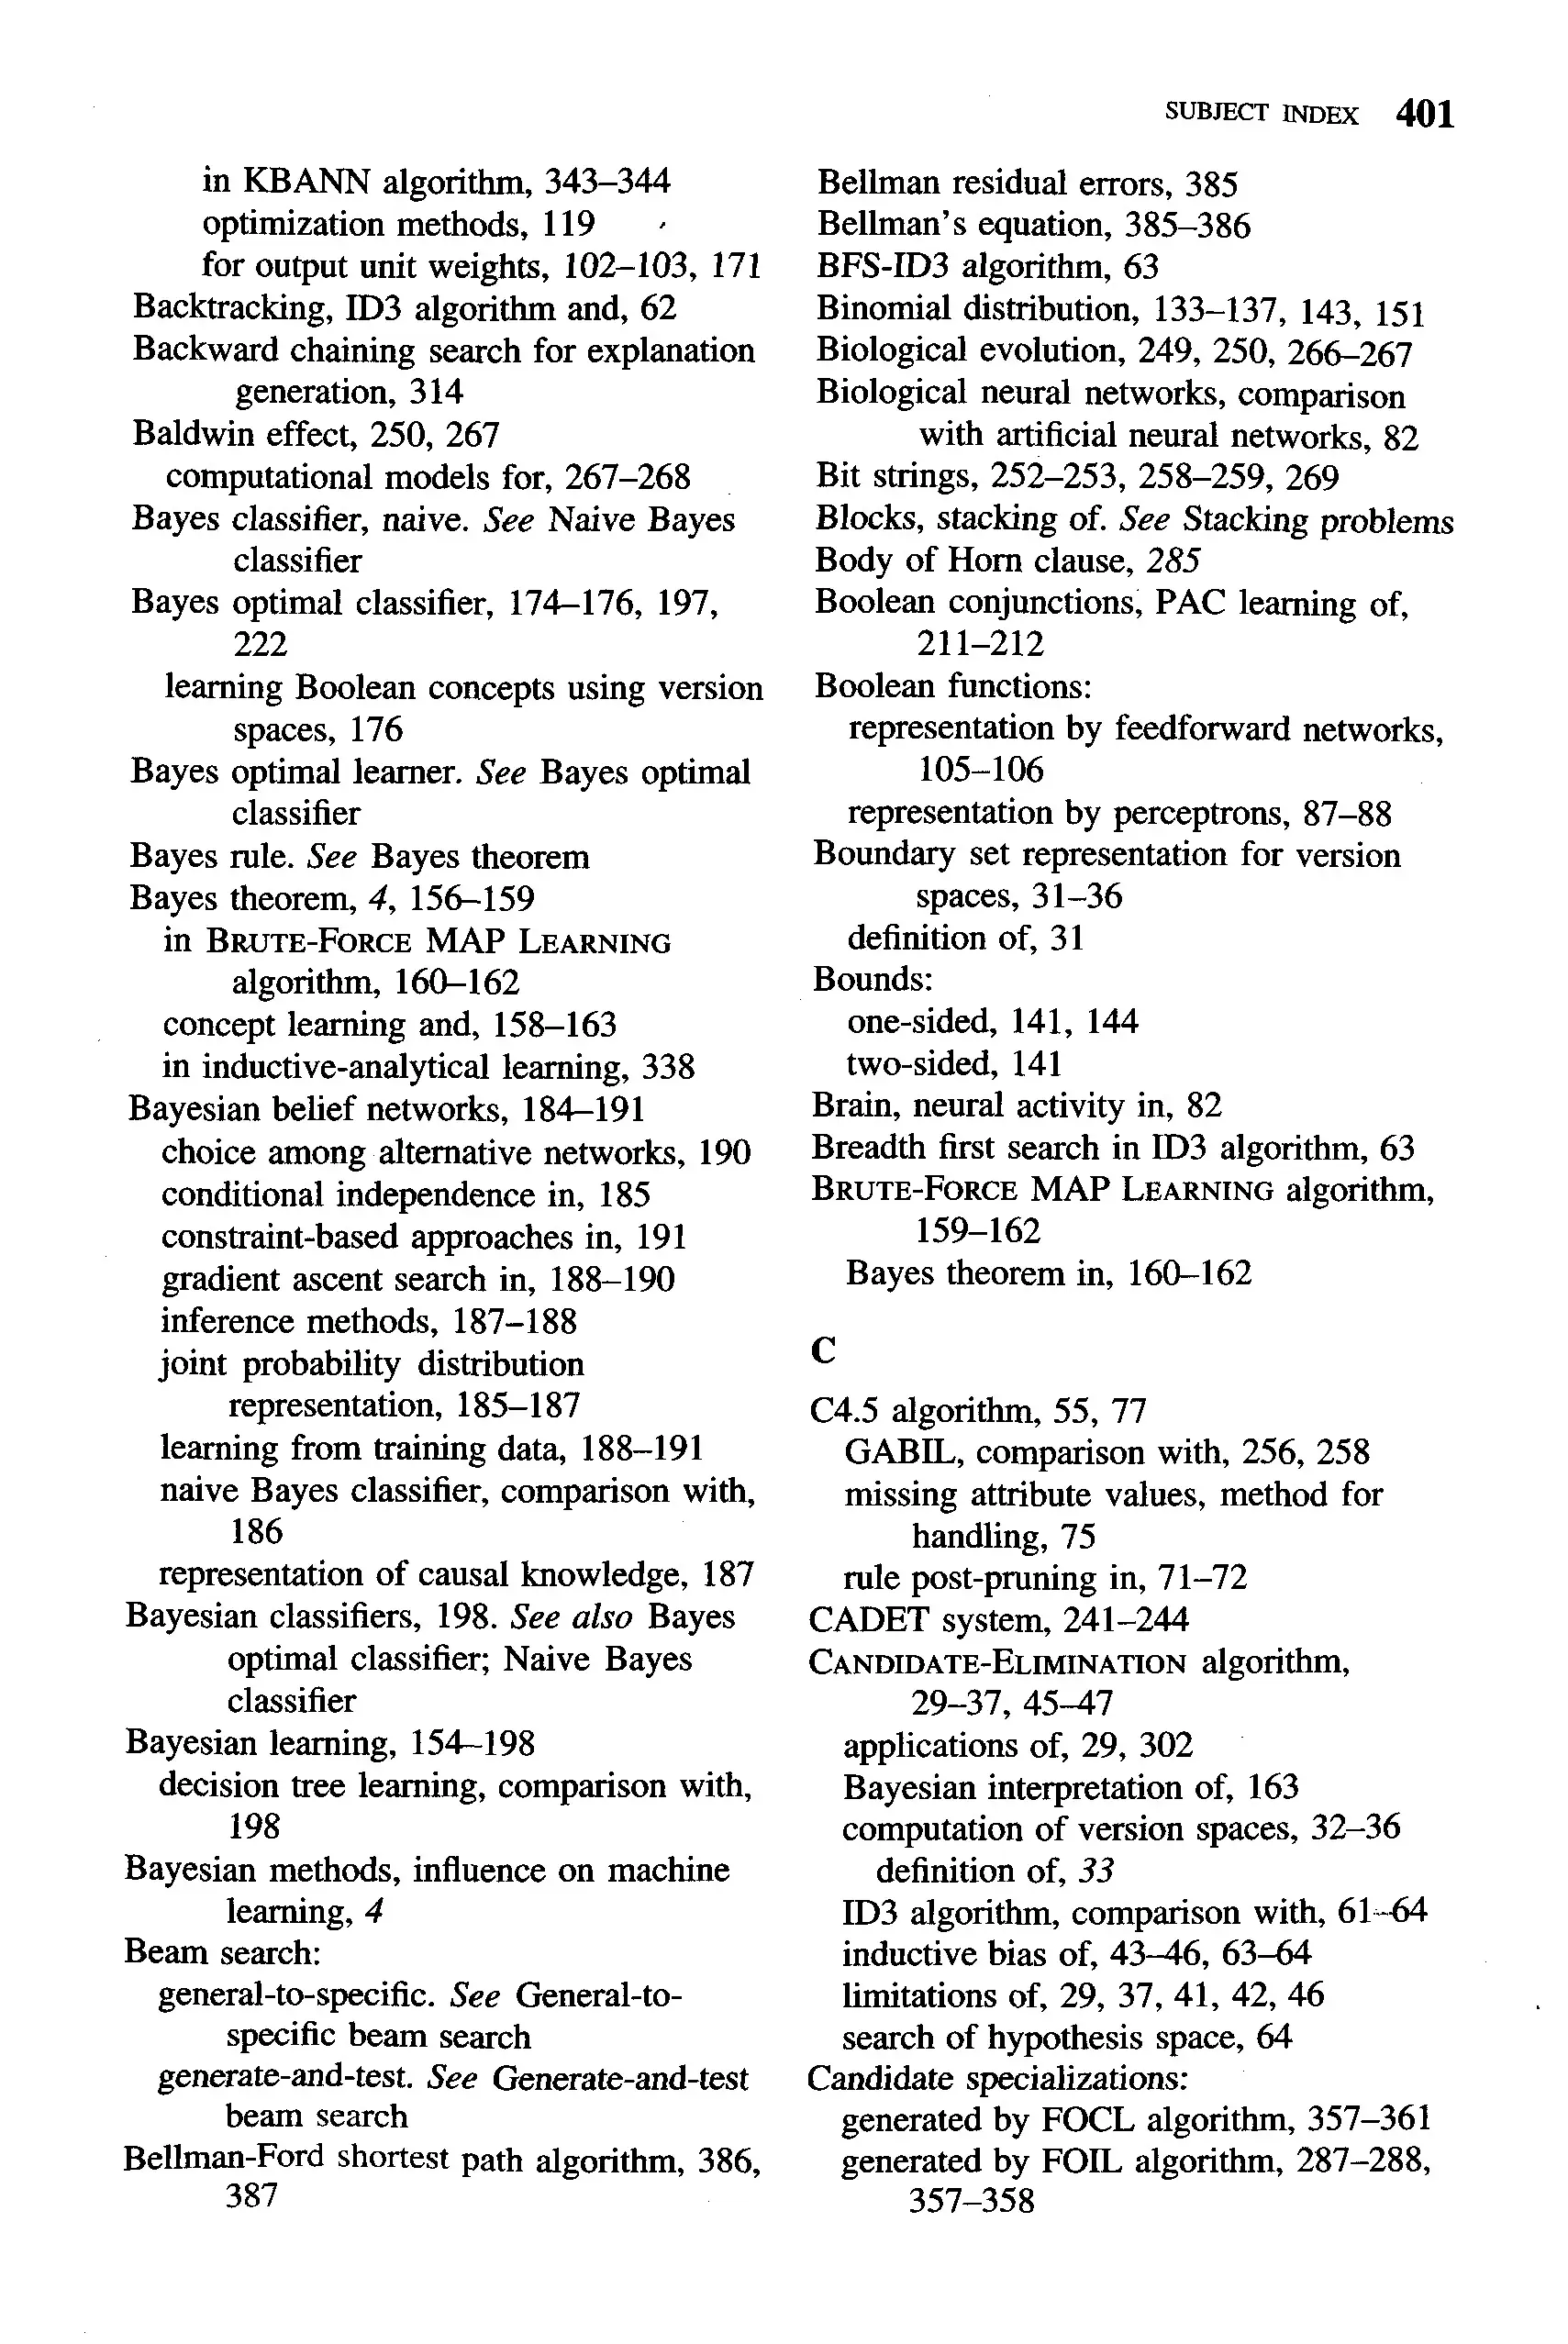 SUBJECT INDEX 401
in KBANN algorithm, 343–344
optimization methods, 119
for output unit weights, 102–103, 171
Backtracking, ID3 algorithm and, 62
Backward chaining search for explanation
generation, 314
Baldwin effect, 250, 267
computational models for, 267–268
Bayes classifier, naive. See Naive Bayes
classifier
Bayes optimal classifier, 174–176, 197,
222
learning Boolean concepts using version
spaces, 176
Bayes optimal learner. See Bayes optimal
classifier
Bayes rule. See Bayes theorem
Bayes theorem, 4, 156–159
in BRUTE-FORCE MAP LEARNING
algorithm, 160–162
concept learning and, 158–163
in inductive-analytical learning, 338
Bayesian belief networks, 184–191
choice among alternative networks, 190
conditional independence in, 185
constraint-based approaches in, 191
gradient ascent search in, 188–190
inference methods, 187–188
joint probability distribution
representation, 185–187
learning from training data, 188–191
naive Bayes classifier, comparison with,
186
representation of causal knowledge, 187
Bayesian classifiers, 198. See also Bayes
optimal classifier; Naive Bayes
classifier
Bayesian learning, 154–198
decision tree learning, comparison with,
198
Bayesian methods, influence on machine
learning, 4
Beam search:
general-to-specific. See General-to-
specific beam search
generate-and-test. See Generate-and-test
beam search
Bellman-Ford shortest path algorithm, 386,
387
Bellman residual errors, 385
Bellman's equation, 385–386
BFS-ID3 algorithm, 63
Binomial distribution, 133–137, 143, 151
Biological evolution, 249, 250, 266–267
Biological neural networks, comparison
with artificial neural networks, 82
Bit strings, 252–253, 258–259, 269
Blocks, stacking of. See Stacking problems
Body of Horn clause, 285
Boolean conjunctions, PAC learning of,
211–212
Boolean functions:
representation by feedforward networks,
105–106
representation by perceptrons, 87–88
Boundary set representation for version
spaces, 31–36
definition of, 31
Bounds:
one-sided, 141, 144
two-sided, 141
Brain, neural activity in, 82
Breadth first search in ID3 algorithm, 63
BRUTE-FORCE MAP LEARNING algorithm,
159–162
Bayes theorem in, 160–162
C
C4.5 algorithm, 55, 77
GABIL, comparison with, 256, 258
missing attribute values, method for
handling, 75
rule post-pruning in, 71–72
CADET system, 241–244
CANDIDATE-ELIMINATION algorithm,
29–37, 45–47
applications of, 29, 302
Bayesian interpretation of, 163
computation of version spaces, 32–36
definition of, 33
ID3 algorithm, comparison with, 61–64
inductive bias of, 43–46, 63–64
limitations of, 29, 37, 41, 42, 46
search of hypothesis space, 64
Candidate specializations:
generated by FOCL algorithm, 357–361
generated by FOIL algorithm, 287–288,
357–358